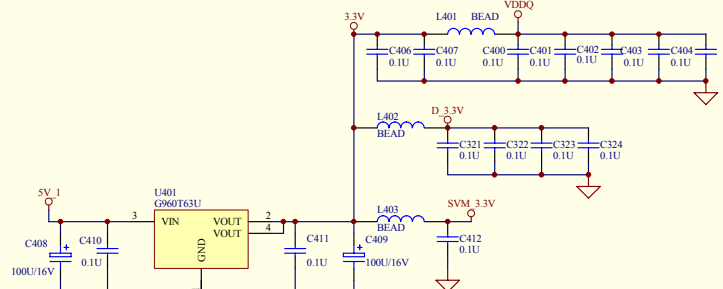 VDDQ
3.3V L401 BEAD
C406 C407 C400 C401 C402 C403 C404
0.1U 0.1U 0.1U 0.1U 0.1U 0.1U 0.1U
L402 D_3.3V
BEAD
C321 C322 C323 C324
0.1U 0.1U 0.1U 0.1U
5V_1 U401
G960T63U
L403 SVM_3.3V
3 VIN VOUT 2
BEAD
VOUT 4
C408 C410 GND C411 C409 C412
100U/16V 0.1U 0.1U 100U/16V 0.1U